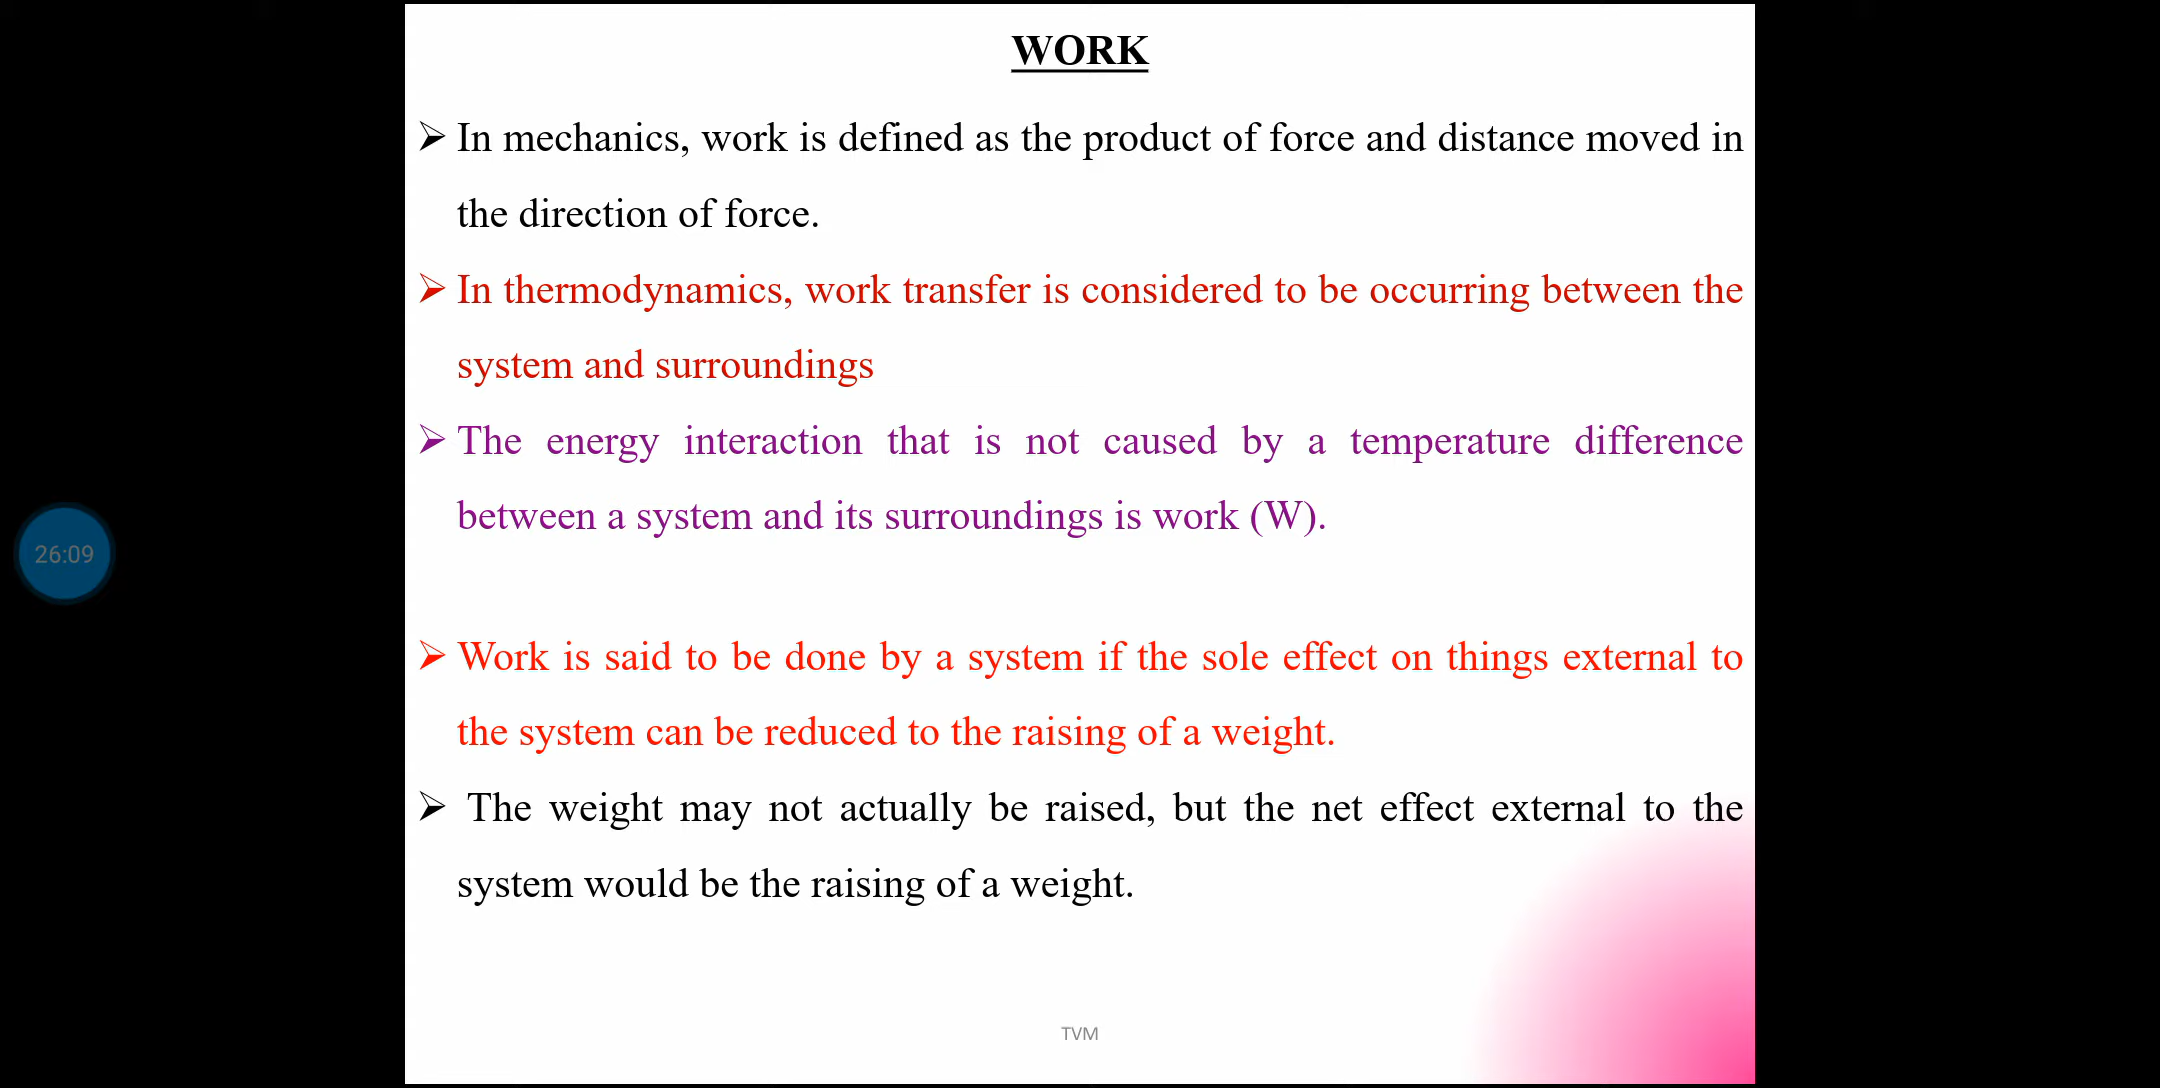 WORK
➢ In mechanics, work is defined as the product of force and distance moved in
the direction of force.
➢ In thermodynamics, work transfer is considered to be occurring between the
system and surroundings
➢ The energy interaction that is not caused by a temperature difference
between a system and its surroundings is work (W).
26:09
➢ Work is said to be done by a system if the sole effect on things external to
the system can be reduced to the raising of a weight.
➢ The weight may not actually be raised, but the net effect external to the
system would be the raising of a weight.
TVM